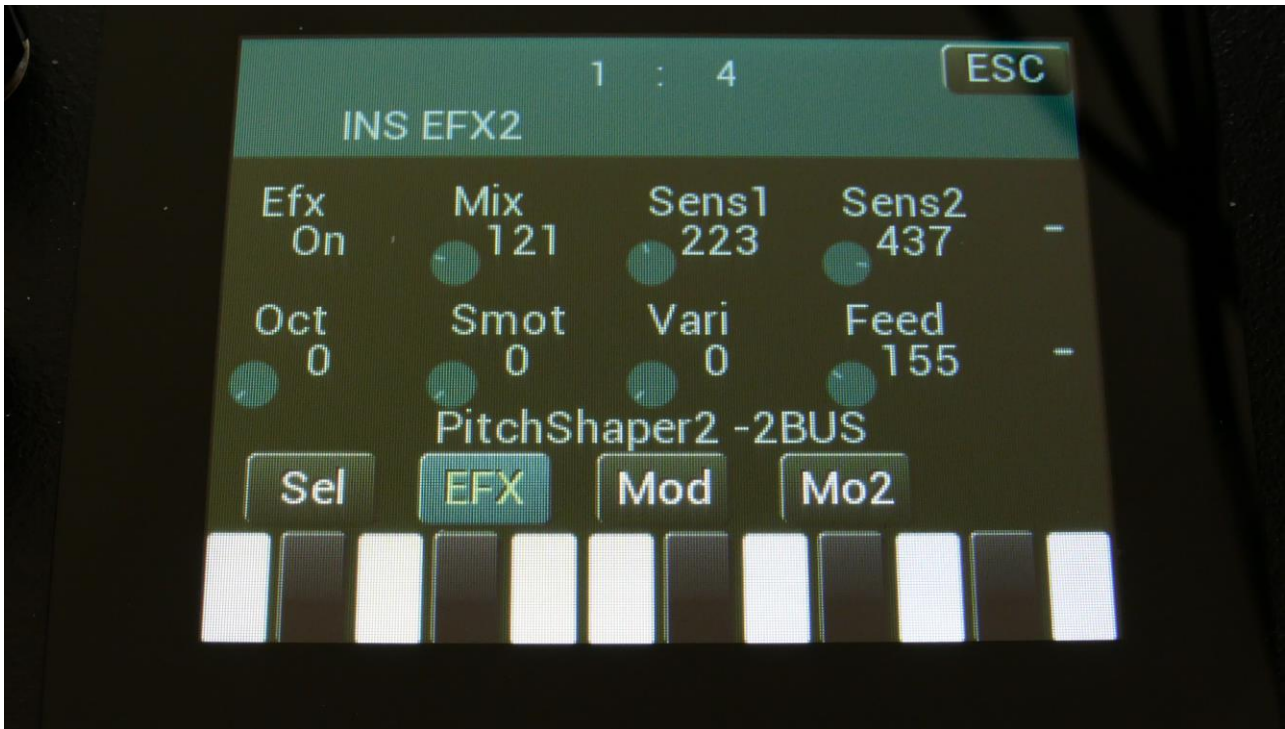 1 : 4 ESC
INS EFX2
Efx Mix Sens1 Sens2
On 121 223 437 -
Oct Smot Vari Feed
0 0 0 155 -
PitchShaper2 -2BUS
Sel EFX Mod Mo2